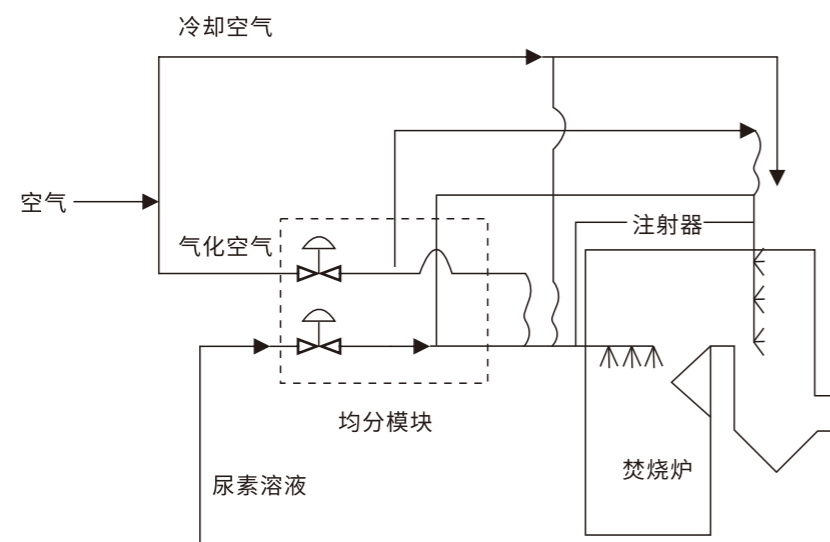 冷却空气
空气
注射器
气化空气
均分模块
焚烧炉
尿素溶液